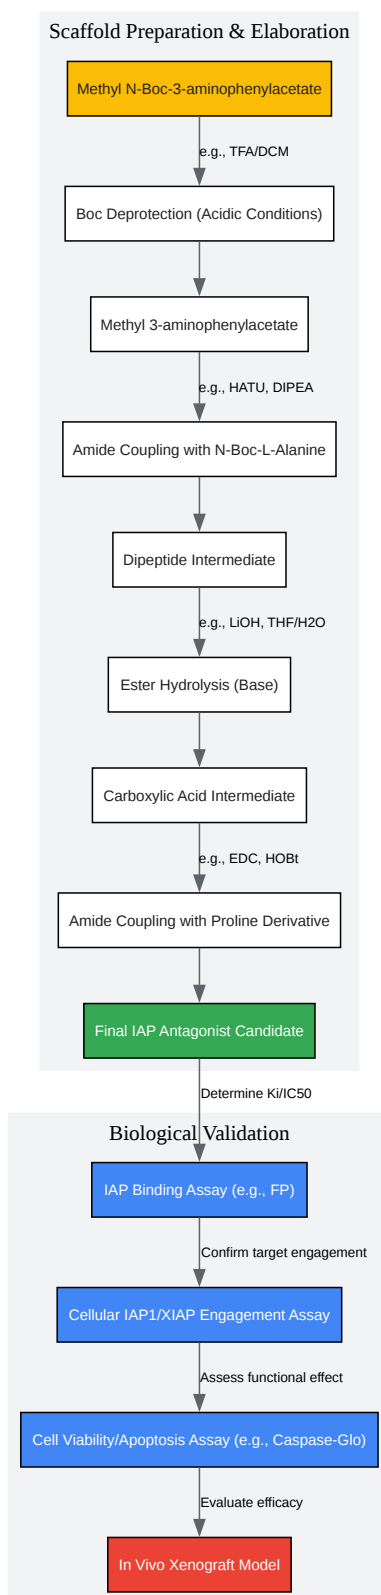 Scaffold Preparation & Elaboration
Methyl N-Boc-3-aminophenylacetate
e.g., TFA/DCM
Boc Deprotection (Acidic Conditions)
Methyl 3-aminophenylacetate
e.g., HATU, DIPEA
Amide Coupling with N-Boc-L-Alanine
Dipeptide Intermediate
e.g., LiOH, THF/H2O
Ester Hydrolysis (Base)
Carboxylic Acid Intermediate
e.g., EDC, HOBt
Amide Coupling with Proline Derivative
Final IAP Antagonist Candidate
Determine Ki/IC50
Biological Validation
IAP Binding Assay (e.g., FP)
Confirm target engagement
Cellular IAP1/XIAP Engagement Assay
Assess functional effect
Cell Viability/Apoptosis Assay (e.g., Caspase-Glo)
Evaluate efficacy
In Vivo Xenograft Model